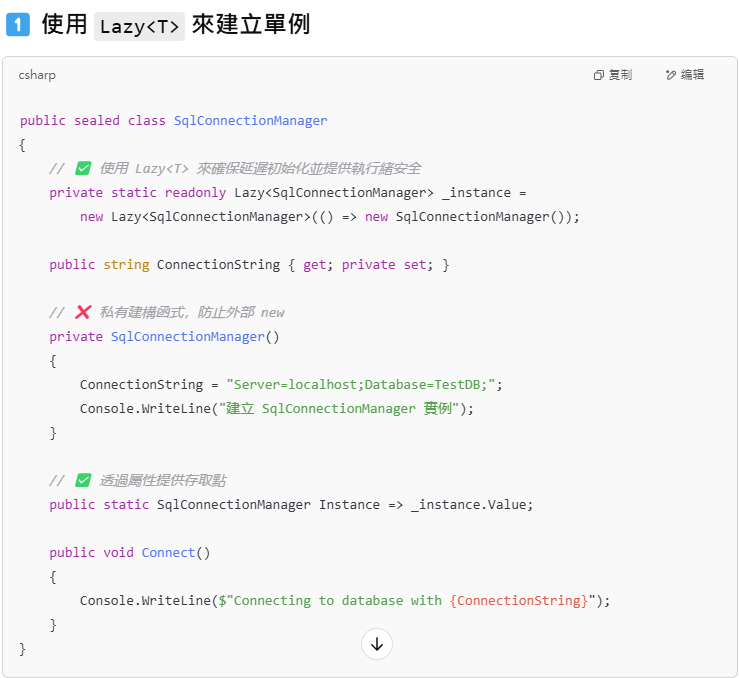 1 使用 Lazy<T> 來建立單例
csharp
复制 编辑
public sealed class SqlConnectionManager
{
    // ✅ 使用 Lazy<T> 來確保延遲初始化並提供執行緒安全
    private static readonly Lazy<SqlConnectionManager> _instance =
        new Lazy<SqlConnectionManager>(() => new SqlConnectionManager());
    public string ConnectionString { get; private set; }
    // ❌ 私有建構函式，防止外部 new
    private SqlConnectionManager()
    {
        ConnectionString = "Server=localhost;Database=TestDB;";
        Console.WriteLine("建立 SqlConnectionManager 實例");
    }
    // ✅ 透過屬性提供存取點
    public static SqlConnectionManager Instance => _instance.Value;
    public void Connect()
    {
        Console.WriteLine($"Connecting to database with {ConnectionString}");
    }
}